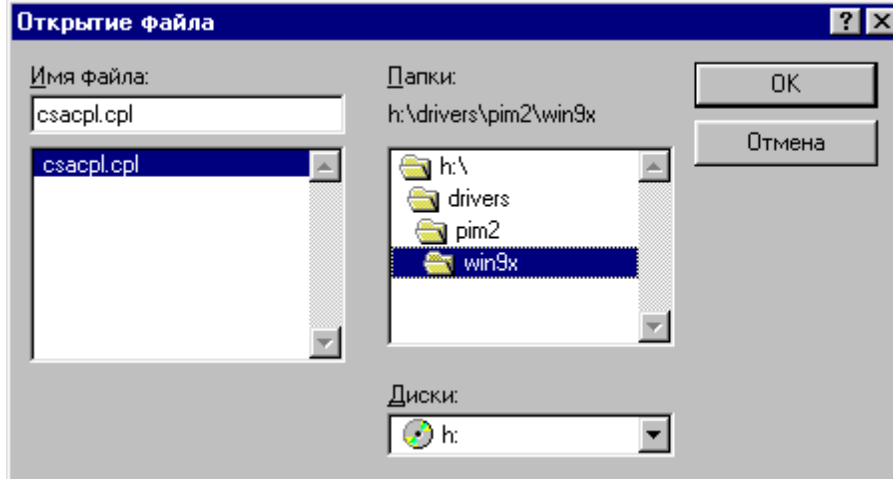 Открытие файла
Имя файла:
csacpl.cpl
csacpl.cpl
Папки:
h:\drivers\pim2\win9x
h:\
drivers
pim2
win9x
Диски:
h:
OK
Отмена